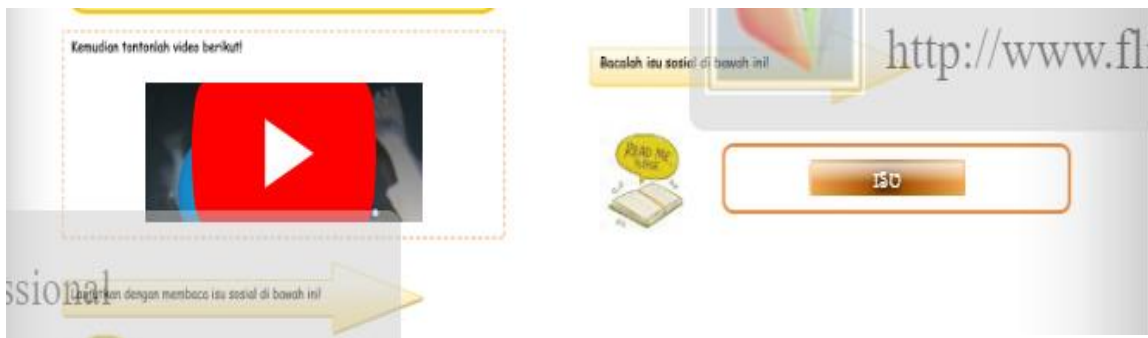 Kemudian tontonlah video berikut!
ssional
Lanjutkan dengan membaca isu sosial di bawah ini!
http://www.fl
Bacalah isu sosial di bawah ini!
READ ME
PLEASE
ISU